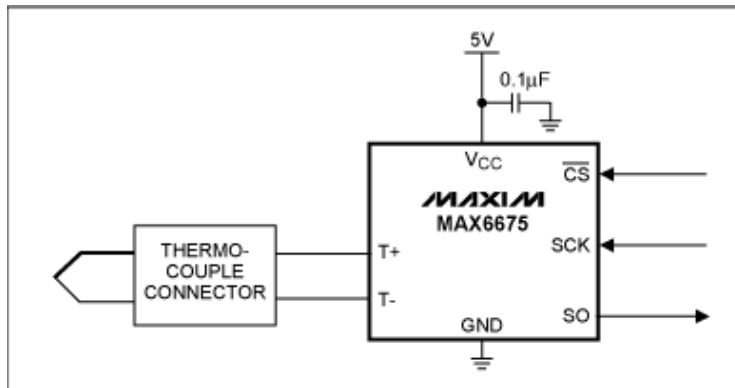 5V
0.1µF
VCC
CS
MAXIM
MAX6675
THERMO-
COUPLE
CONNECTOR
T+
SCK
T-
GND
SO